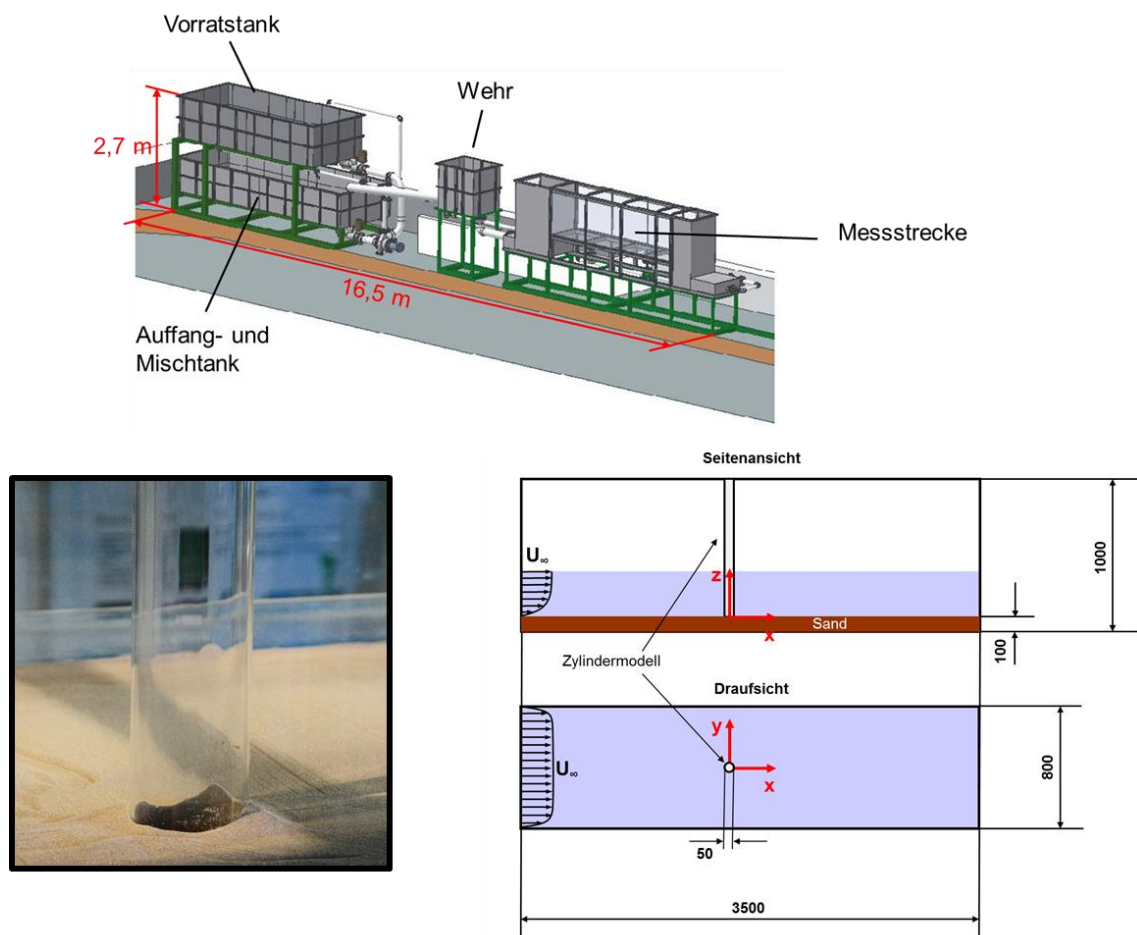 Vorratstank
Wehr
2,7 m
Messstrecke
16,5 m
Auffang- und
Mischtank
Seitenansicht
U∞
z
x
Sand
1000
100
Zylindermodell
Draufsicht
y
U∞
x
800
50
3500